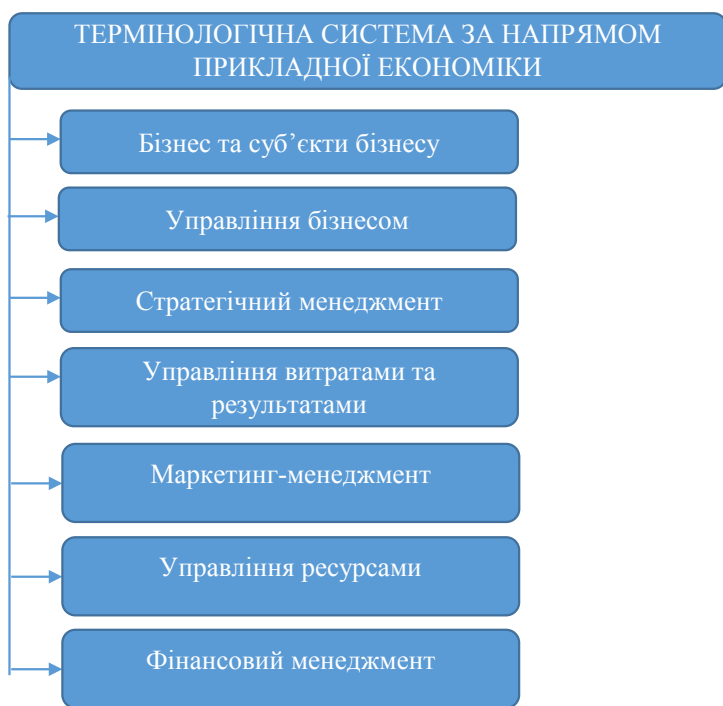 ТЕРМІНОЛОГІЧНА СИСТЕМА ЗА НАПРЯМОМ
ПРИКЛАДНОЇ ЕКОНОМІКИ
Бізнес та суб’єкти бізнесу
Управління бізнесом
Стратегічний менеджмент
Управління витратами та
результатами
Маркетинг-менеджмент
Управління ресурсами
Фінансовий менеджмент